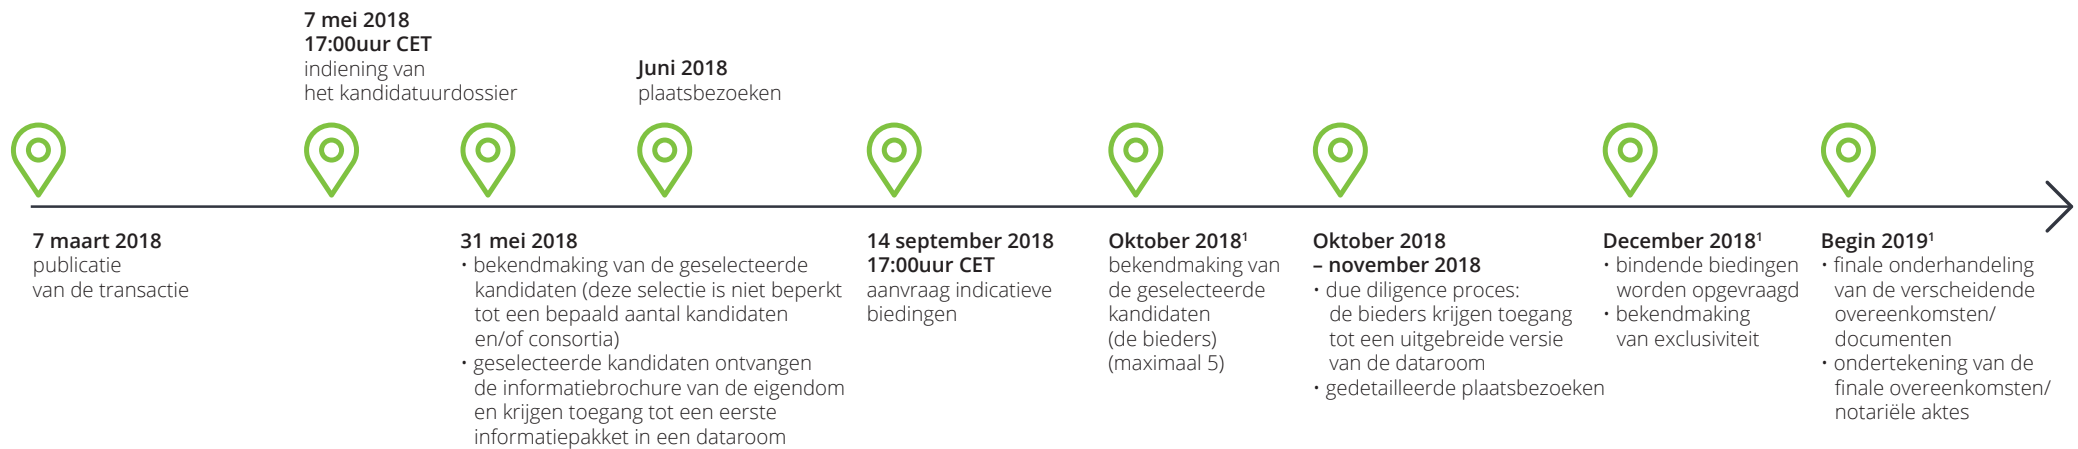 7 mei 2018
17:00uur CET
indiening van
het kandidatuurdossier
Juni 2018
plaatsbezoeken
7 maart 2018
publicatie
van de transactie
31 mei 2018
• bekendmaking van de geselecteerde
kandidaten (deze selectie is niet beperkt
tot een bepaald aantal kandidaten
en/of consortia)
• geselecteerde kandidaten ontvangen
de informatiebrochure van de eigendom
en krijgen toegang tot een eerste
informatiepakket in een dataroom
14 september 2018
17:00uur CET
aanvraag indicatieve
biedingen
Oktober 2018¹
bekendmaking van
de geselecteerde
kandidaten
(de bieders)
(maximaal 5)
Oktober 2018
– november 2018
• due diligence proces:
de bieders krijgen toegang
tot een uitgebreide versie
van de dataroom
• gedetailleerde plaatsbezoeken
December 2018¹
• bindende biedingen
worden opgevraagd
• bekendmaking
van exclusiviteit
Begin 2019¹
• finale onderhandeling
van de verscheidende
overeenkomsten/
documenten
• ondertekening van de
finale overeenkomsten/
notariële aktes